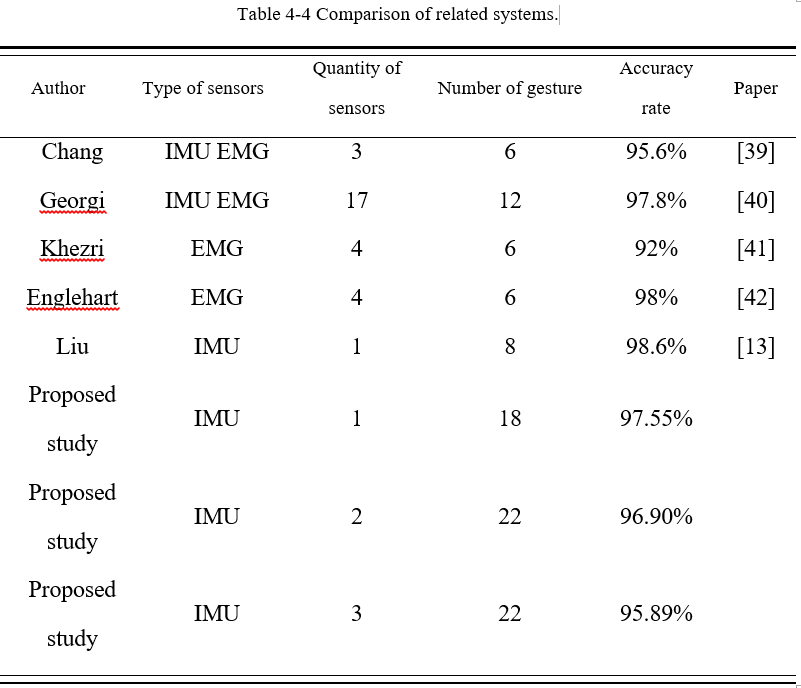 Table 4-4 Comparison of related systems.
Author Type of sensors Quantity of sensors Number of gesture Accuracy rate Paper
Chang IMU EMG 3 6 95.6% [39]
Georgi IMU EMG 17 12 97.8% [40]
Khezri EMG 4 6 92% [41]
Englehart EMG 4 6 98% [42]
Liu IMU 1 8 98.6% [13]
Proposed study IMU 1 18 97.55%
Proposed study IMU 2 22 96.90%
Proposed study IMU 3 22 95.89%